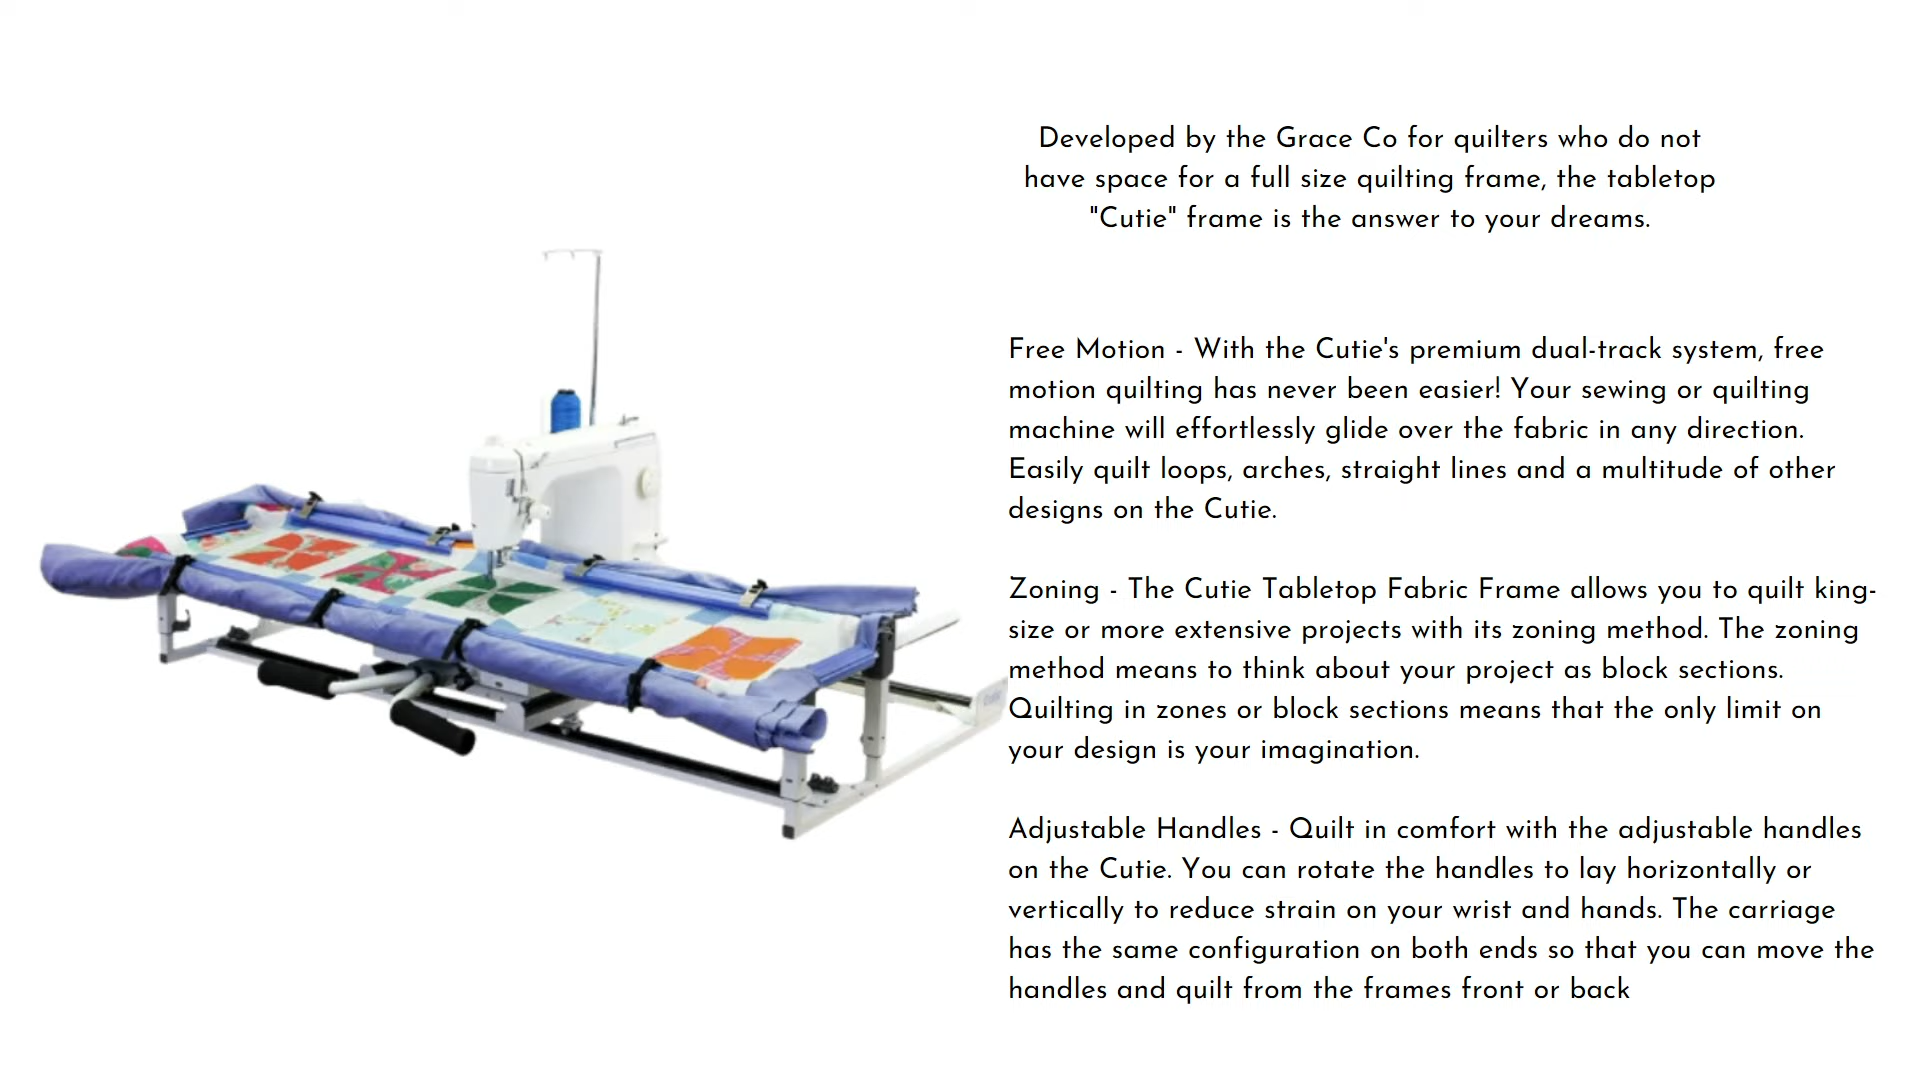 Developed by the Grace Co for quilters who do not
have space for a full size quilting frame, the tabletop
"Cutie" frame is the answer to your dreams.
Free Motion - With the Cutie's premium dual-track system, free
motion quilting has never been easier! Your sewing or quilting
machine will effortlessly glide over the fabric in any direction.
Easily quilt loops, arches, straight lines and a multitude of other
designs on the Cutie.
Zoning - The Cutie Tabletop Fabric Frame allows you to quilt king-
size or more extensive projects with its zoning method. The zoning
method means to think about your project as block sections.
Quilting in zones or block sections means that the only limit on
your design is your imagination.
Adjustable Handles - Quilt in comfort with the adjustable handles
on the Cutie. You can rotate the handles to lay horizontally or
vertically to reduce strain on your wrist and hands. The carriage
has the same configuration on both ends so that you can move the
handles and quilt from the frames front or back